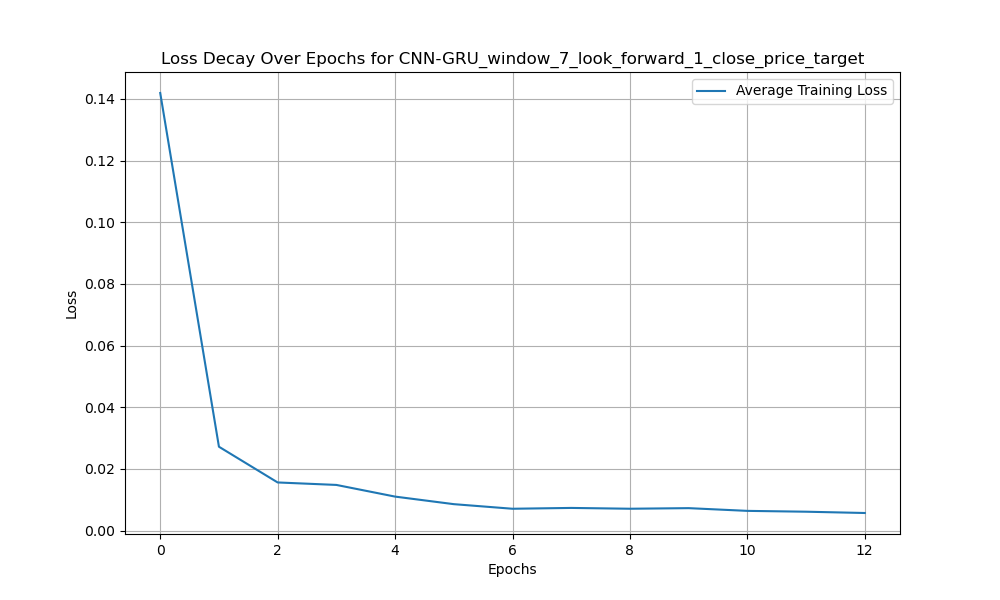 Loss Decay Over Epochs for CNN-GRU_window_7_look_forward_1_close_price_target
Average Training Loss
0.14
0.12
0.10
0.08
0.06
0.04
0.02
0.00
Loss
0 2 4 6 8 10 12
Epochs